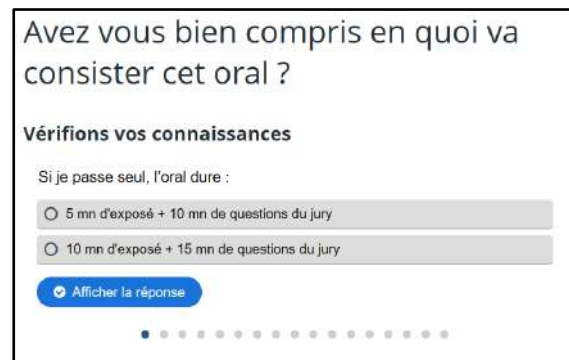 Avez vous bien compris en quoi va
consister cet oral ?
Vérifions vos connaissances
Si je passe seul, l'oral dure :
5 mn d'exposé + 10 mn de questions du jury
10 mn d'exposé + 15 mn de questions du jury
Afficher la réponse